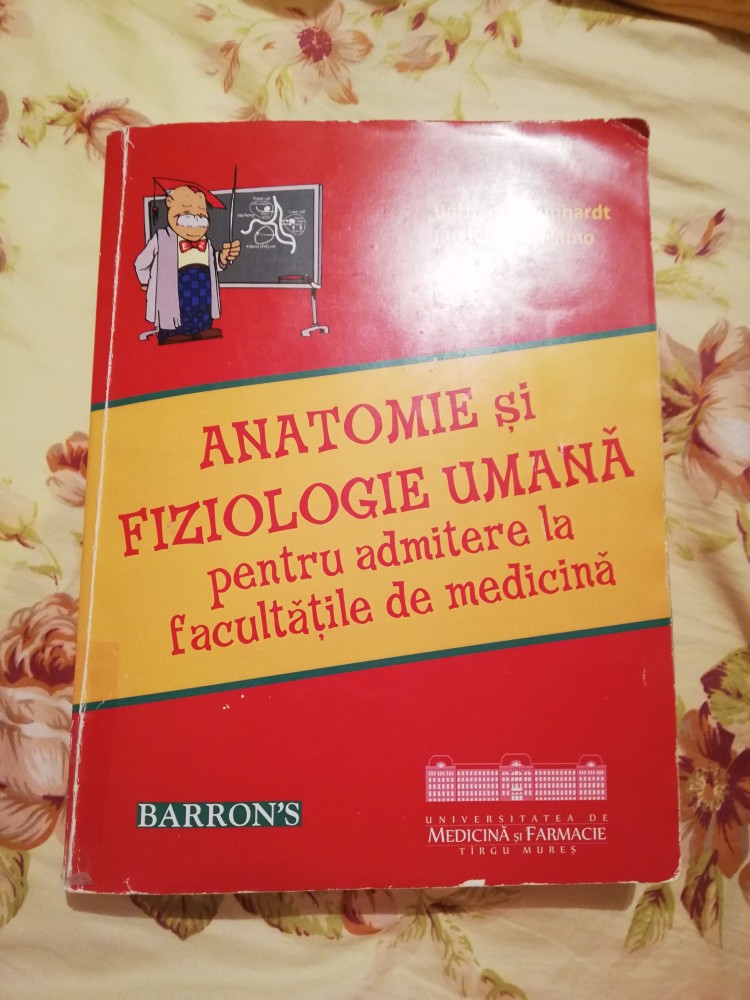 ANATOMIE și
FIZIOLOGIE UMANĂ
pentru admitere la
facultățile de medicină
BARRON'S
UNIVERSITATEA DE
MEDICINĂ ȘI FARMACIE
TÎRGU MUREȘ